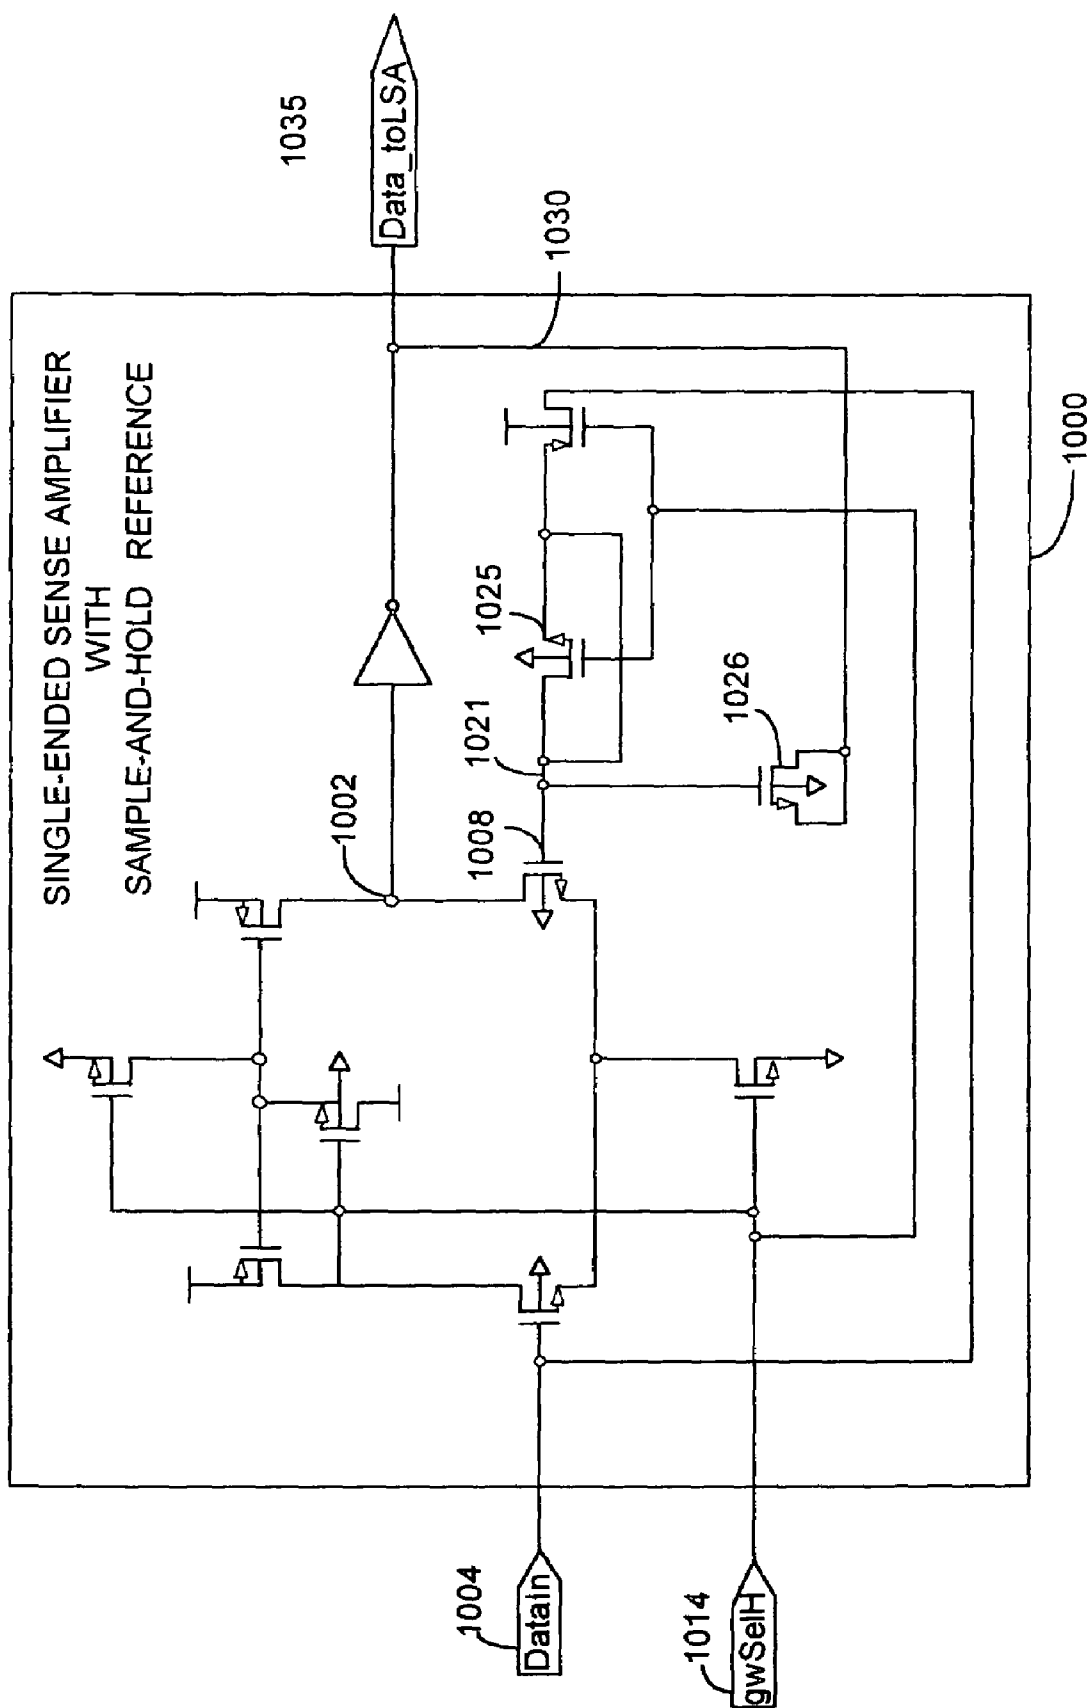 SINGLE-ENDED SENSE AMPLIFIER
WITH
SAMPLE-AND-HOLD REFERENCE
1035
Data_toLSA
1030
1002
1025
1021
1008
1026
1004
DataIn
1014
gwSelH
1000